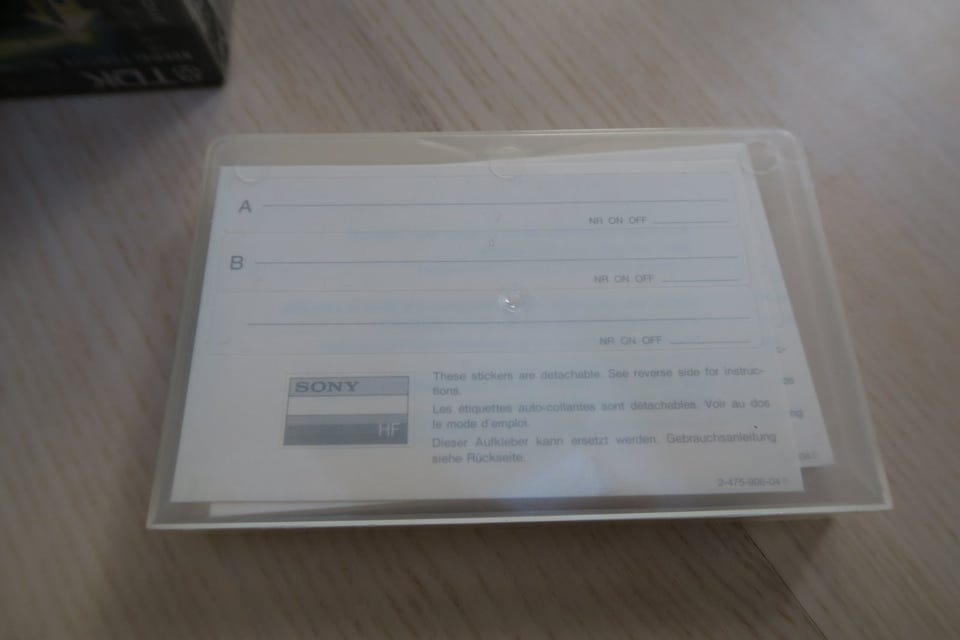 TDK
A
NR ON OFF
B
NR ON OFF
NR ON OFF
SONY
HF
These stickers are detachable. See reverse side for instruc-
tions.
Les étiquettes auto-collantes sont détachables. Voir au dos
le mode d'emploi.
Dieser Aufkleber kann ersetzt werden. Gebrauchsanleitung
siehe Rückseite.
ng